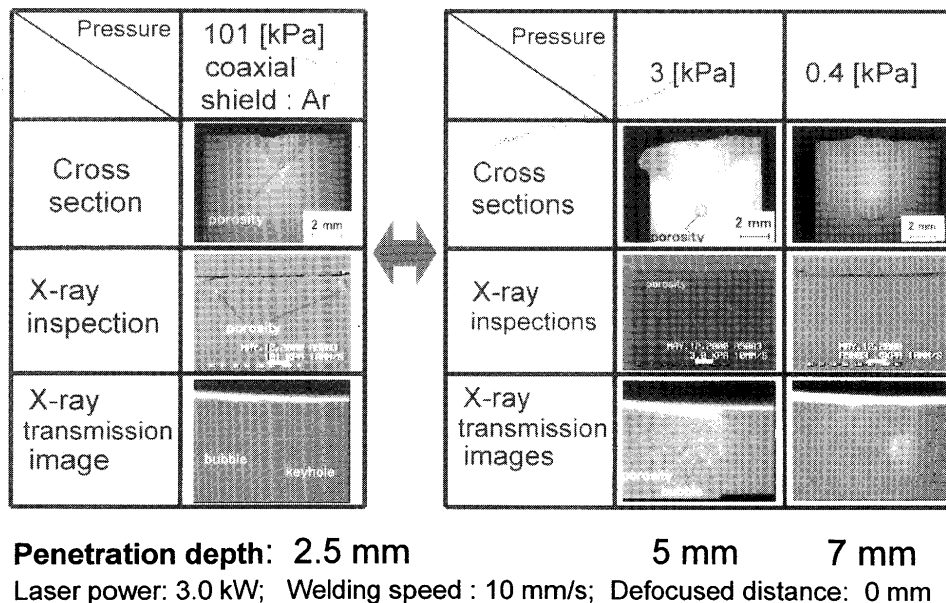 Pressure
101 [kPa]
coaxial
shield : Ar
Cross
section
porosity
2 mm
X-ray
inspection
porosity
X-ray
transmission
image
bubble
keyhole
Pressure
3 [kPa]
0.4 [kPa]
Cross
sections
porosity
2 mm
2 mm
X-ray
inspections
porosity
X-ray
transmission
images
Penetration depth: 2.5 mm 5 mm 7 mm
Laser power: 3.0 kW; Welding speed : 10 mm/s; Defocused distance: 0 mm